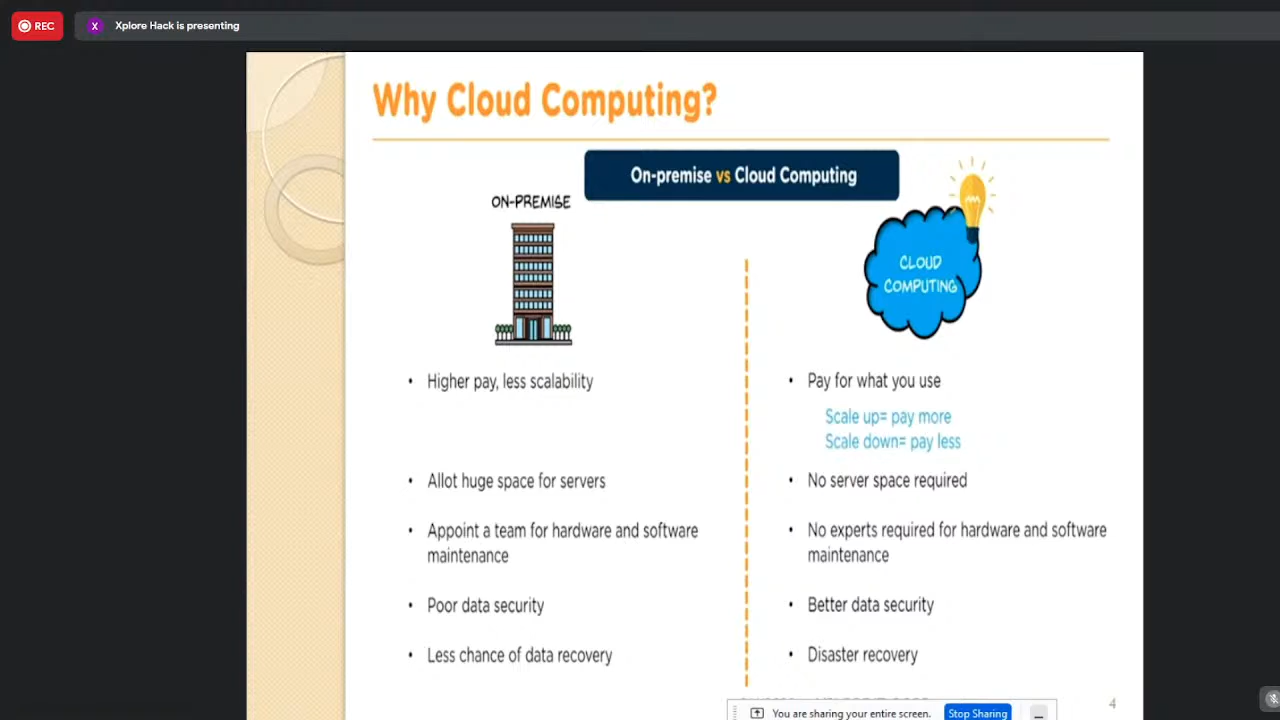 REC
X
Xplore Hack is presenting
Why Cloud Computing?
On-premise vs Cloud Computing
ON-PREMISE
CLOUD
COMPUTING
• Higher pay, less scalability
• Allot huge space for servers
• Appoint a team for hardware and software
maintenance
• Poor data security
• Less chance of data recovery
• Pay for what you use
Scale up= pay more
Scale down= pay less
• No server space required
• No experts required for hardware and software
maintenance
• Better data security
• Disaster recovery
4
You are sharing your entire screen.
Stop Sharing